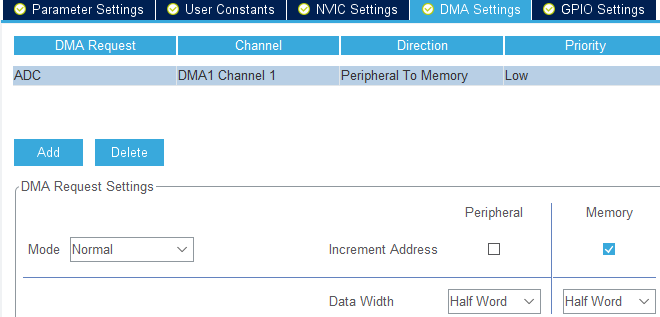 Parameter Settings User Constants NVIC Settings DMA Settings GPIO Settings
DMA Request Channel Direction Priority
ADC DMA1 Channel 1 Peripheral To Memory Low
Add Delete
DMA Request Settings
Peripheral Memory
Mode Normal Increment Address
Data Width Half Word Half Word